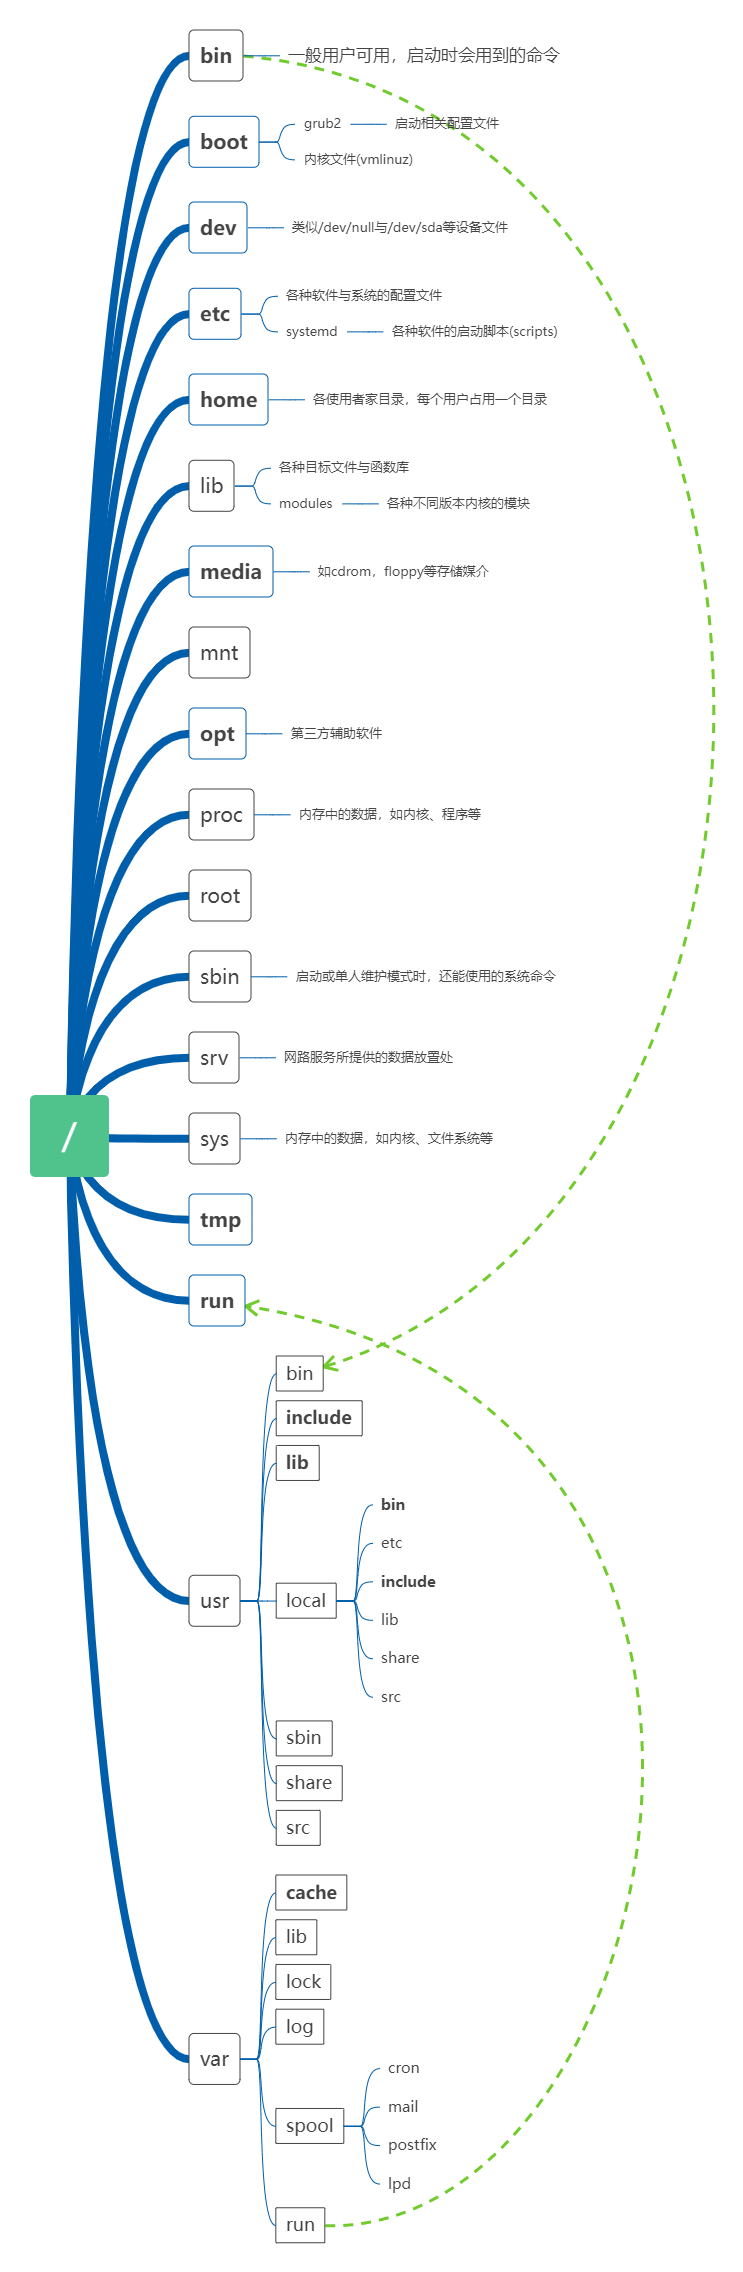 /
bin
一般用户可用，启动时会用到的命令
boot
grub2
启动相关配置文件
内核文件(vmlinuz)
dev
类似/dev/null与/dev/sda等设备文件
etc
各种软件与系统的配置文件
systemd
各种软件的启动脚本(scripts)
home
各使用者家目录，每个用户占用一个目录
lib
各种目标文件与函数库
modules
各种不同版本内核的模块
media
如cdrom，floppy等存储媒介
mnt
opt
第三方辅助软件
proc
内存中的数据，如内核、程序等
root
sbin
启动或单人维护模式时，还能使用的系统命令
srv
网路服务所提供的数据放置处
sys
内存中的数据，如内核、文件系统等
tmp
run
usr
bin
include
lib
local
bin
etc
include
lib
share
src
sbin
share
src
var
cache
lib
lock
log
spool
cron
mail
postfix
lpd
run